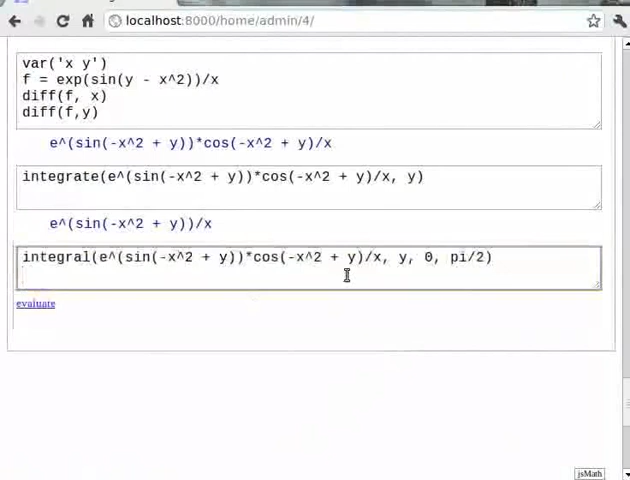 localhost:8000/home/admin/4/
var('x y')
f = exp(sin(y - x^2))/x
diff(f, x)
diff(f,y)
e^(sin(-x^2 + y))*cos(-x^2 + y)/x
integrate(e^(sin(-x^2 + y))*cos(-x^2 + y)/x, y)
e^(sin(-x^2 + y))/x
integral(e^(sin(-x^2 + y))*cos(-x^2 + y)/x, y, 0, pi/2)
evaluate
jsMath